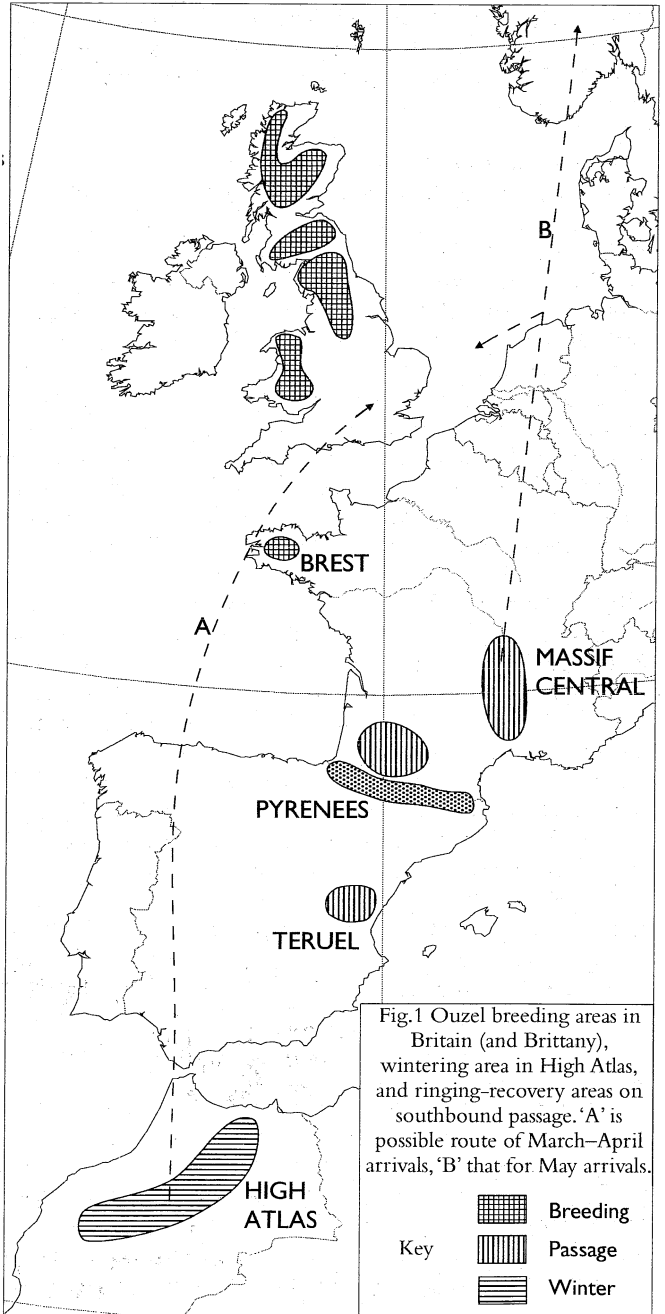 B
BREST
A
MASSIF
CENTRAL
PYRENEES
TERUEL
Fig.1 Ouzel breeding areas in
Britain (and Brittany),
wintering area in High Atlas,
and ringing-recovery areas on
southbound passage. ‘A’ is
possible route of March–April
arrivals, ‘B’ that for May arrivals.
HIGH
ATLAS
Key
Breeding
Passage
Winter